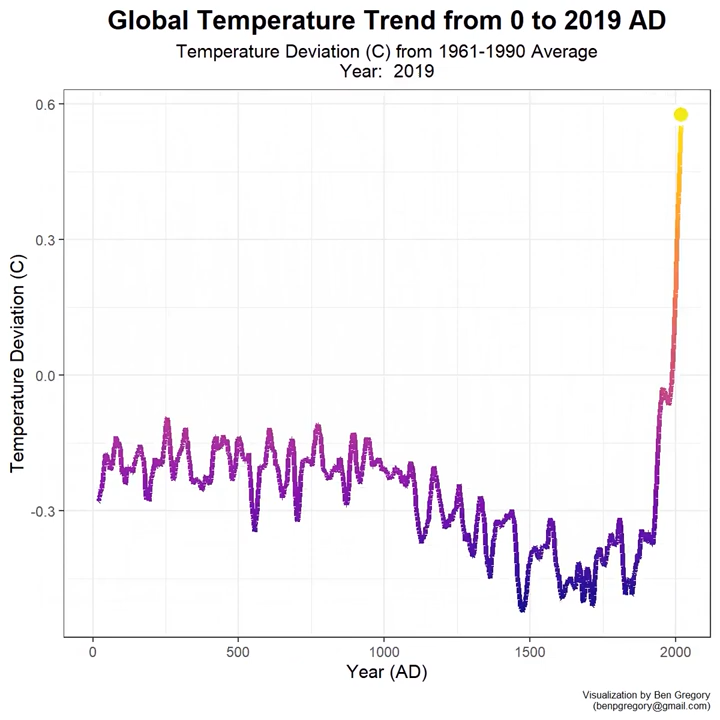 Global Temperature Trend from 0 to 2019 AD
Temperature Deviation (C) from 1961-1990 Average
Year: 2019
Temperature Deviation (C)
0.6
0.3
0.0
-0.3
0 500 1000 1500 2000
Year (AD)
Visualization by Ben Gregory
(benpgregory@gmail.com)